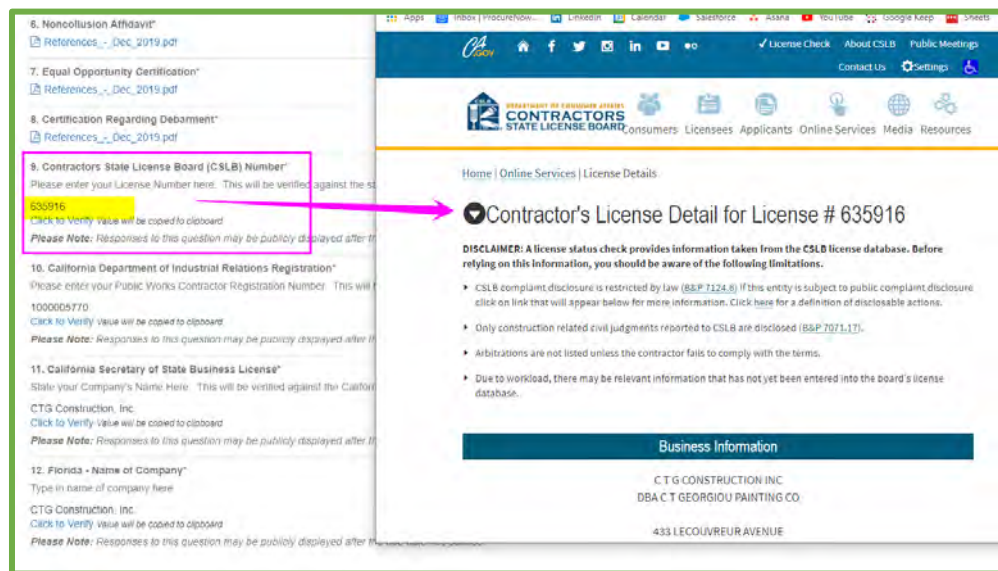 6. Noncollusion Affidavit*
References_-_Dec_2019.pdf
7. Equal Opportunity Certification*
References_-_Dec_2019.pdf
8. Certification Regarding Debarment*
References_-_Dec_2019.pdf
9. Contractors State License Board (CSLB) Number*
Please enter your License Number here. This will be verified against the st
635916
Click to Verify Value will be copied to clipboard
Please Note: Responses to this question may be publicly displayed after th
10. California Department of Industrial Relations Registration*
Please enter your Public Works Contractor Registration Number. This will
1000005770
Click to Verify Value will be copied to clipboard
Please Note: Responses to this question may be publicly displayed after th
11. California Secretary of State Business License*
State your Company's Name Here. This will be verified against the Califor
CTG Construction, Inc.
Click to Verify Value will be copied to clipboard
Please Note: Responses to this question may be publicly displayed after th
12. Florida - Name of Company*
Type in name of company here
CTG Construction, Inc.
Click to Verify Value will be copied to clipboard
Please Note: Responses to this question may be publicly displayed after the
Apps Inbox | ProcureNow... LinkedIn Calendar Salesforce Asana YouTube Google Keep Sheets
CA.GOV License Check About CSLB Public Meetings
Contact Us Settings
CSLB
DEPARTMENT OF CONSUMER AFFAIRS
CONTRACTORS
STATE LICENSE BOARD
Consumers Licensees Applicants Online Services Media Resources
Home | Online Services | License Details
Contractor's License Detail for License # 635916
DISCLAIMER: A license status check provides information taken from the CSLB license database. Before
relying on this information, you should be aware of the following limitations.
CSLB complaint disclosure is restricted by law (B&P 7124.6) If this entity is subject to public complaint disclosure
click on link that will appear below for more information. Click here for a definition of disclosable actions.
Only construction related civil judgments reported to CSLB are disclosed (B&P 7071.17).
Arbitrations are not listed unless the contractor fails to comply with the terms.
Due to workload, there may be relevant information that has not yet been entered into the board's license
database.
Business Information
C T G CONSTRUCTION INC
DBA C T GEORGIOU PAINTING CO
433 LECOUVREUR AVENUE